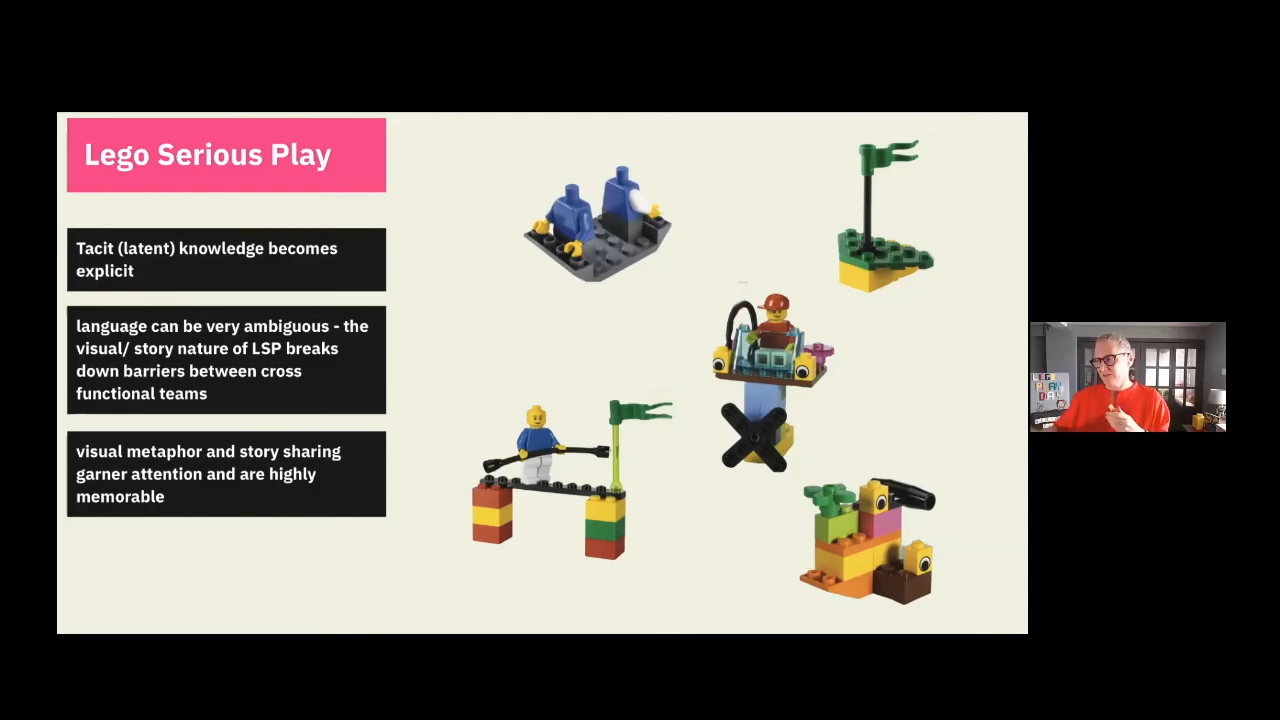 Lego Serious Play
Tacit (latent) knowledge becomes
explicit
language can be very ambiguous - the
visual/ story nature of LSP breaks
down barriers between cross
functional teams
visual metaphor and story sharing
garner attention and are highly
memorable